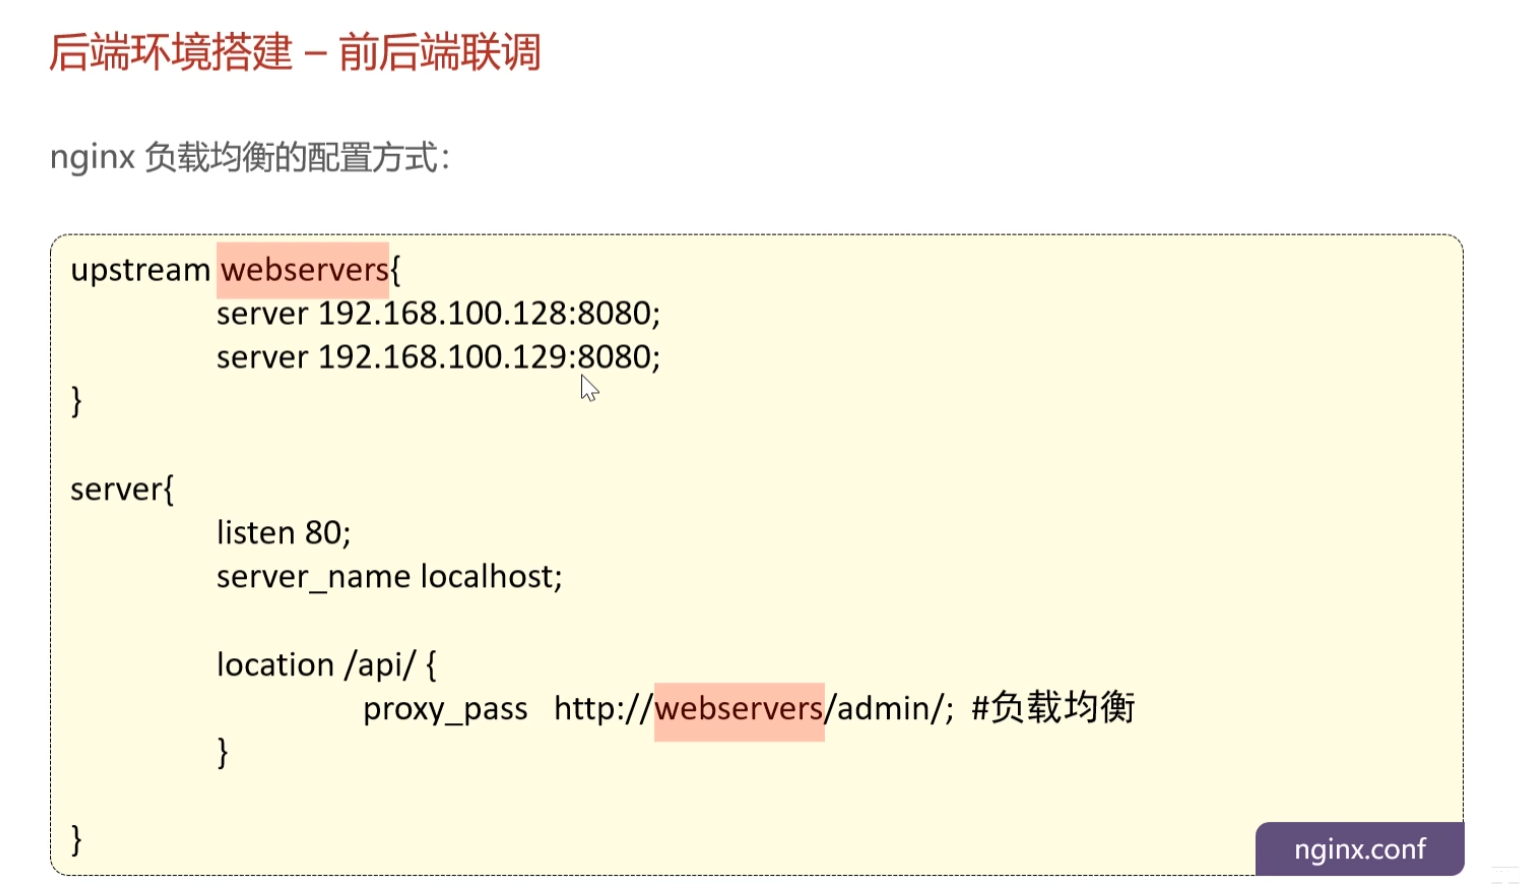 后端环境搭建 – 前后端联调
nginx 负载均衡的配置方式：
upstream webservers{
server 192.168.100.128:8080;
server 192.168.100.129:8080;
}
server{
listen 80;
server_name localhost;
location /api/ {
proxy_pass http://webservers/admin/; #负载均衡
}
}
nginx.conf